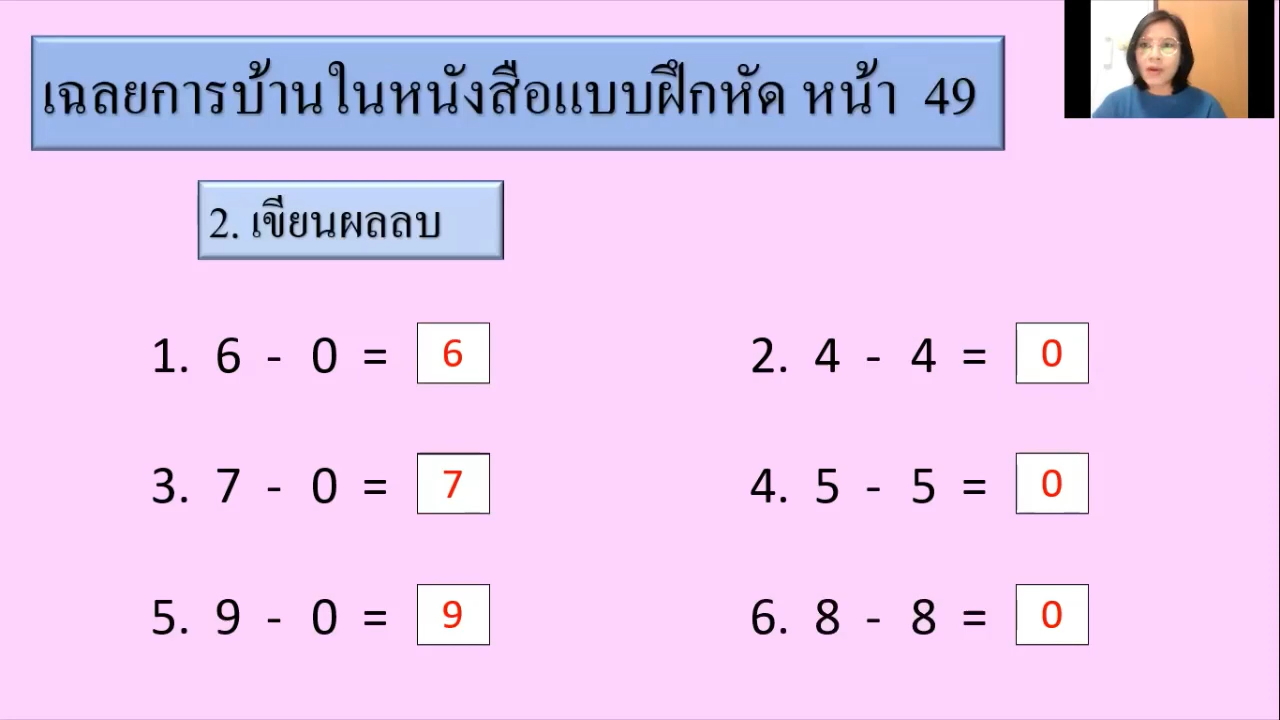 เฉลยการบ้านในหนังสือแบบฝึกหัด หน้า 49
2. เขียนผลลบ
1. 6 - 0 = 6
2. 4 - 4 = 0
3. 7 - 0 = 7
4. 5 - 5 = 0
5. 9 - 0 = 9
6. 8 - 8 = 0